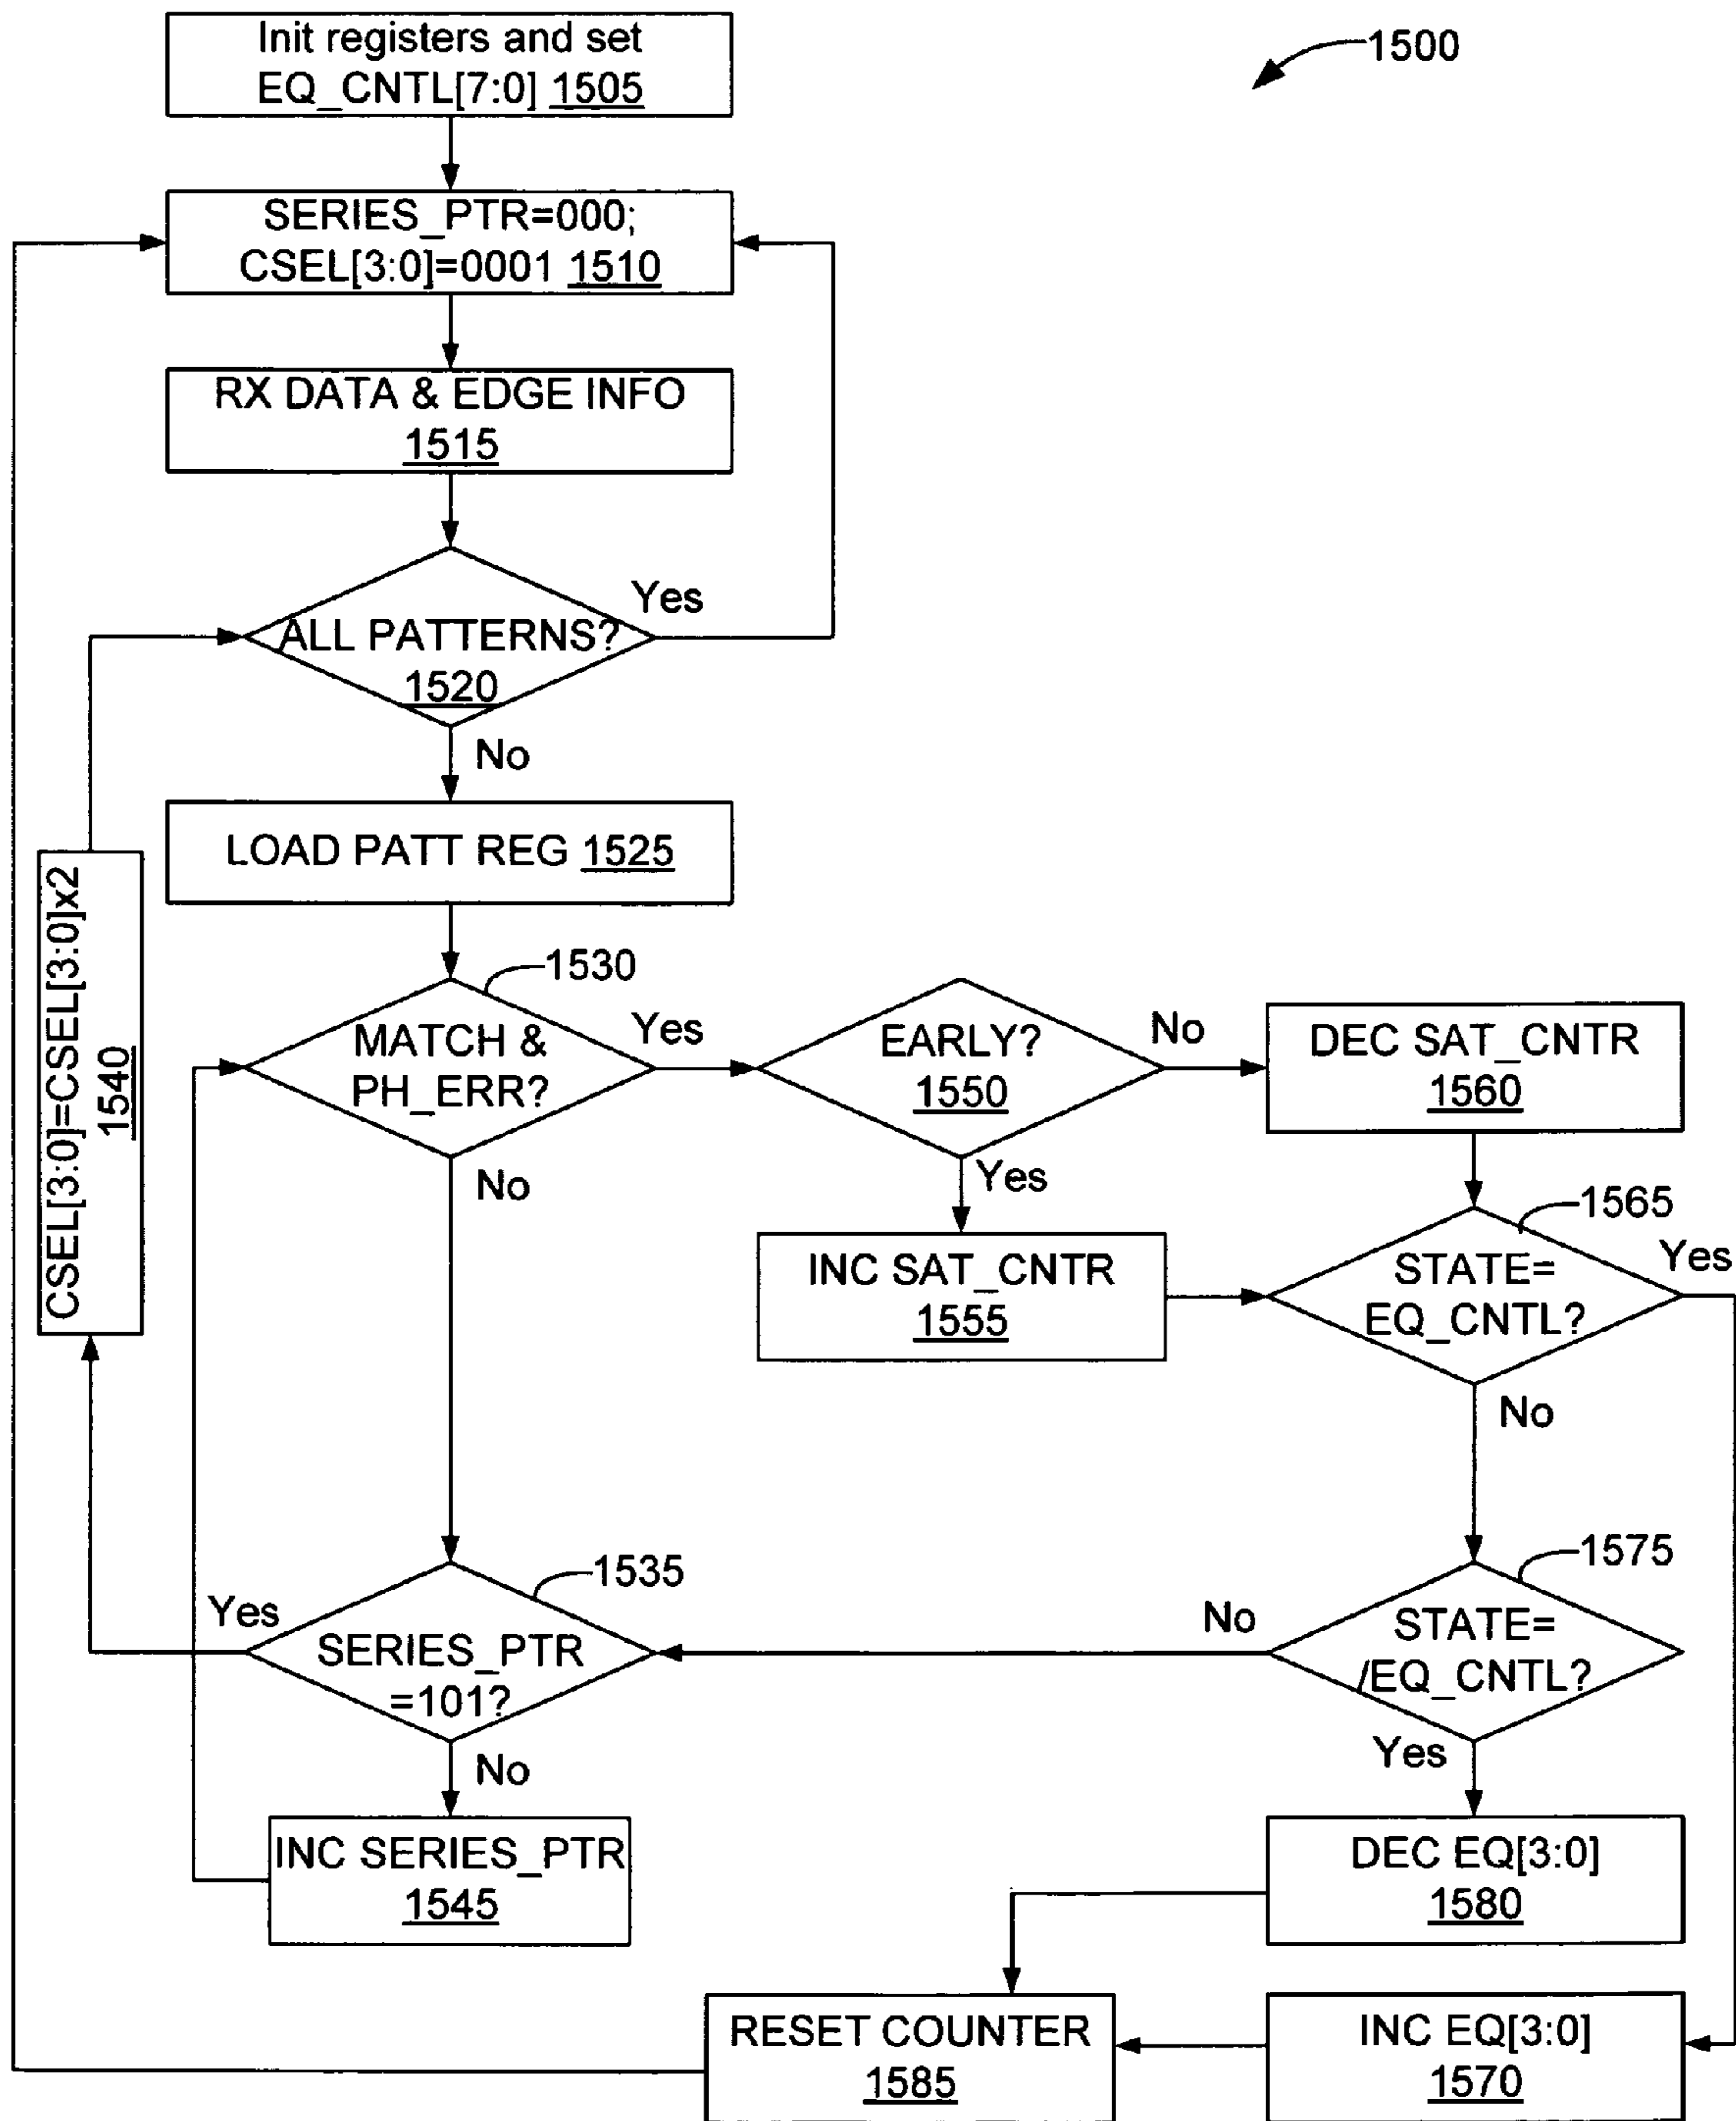 Init registers and set
EQ_CNTL[7:0] 1505
1500
SERIES_PTR=000;
CSEL[3:0]=0001 1510
RX DATA & EDGE INFO
1515
Yes
ALL PATTERNS?
1520
No
LOAD PATT REG 1525
CSEL[3:0]=CSEL[3:0]x2
1540
1530
MATCH &
PH_ERR?
Yes
No
EARLY?
1550
No
Yes
DEC SAT_CNTR
1560
INC SAT_CNTR
1555
1565
STATE=
EQ_CNTL?
Yes
No
1535
Yes
SERIES_PTR
=101?
No
1575
No
STATE=
/EQ_CNTL?
Yes
INC SERIES_PTR
1545
DEC EQ[3:0]
1580
RESET COUNTER
1585
INC EQ[3:0]
1570